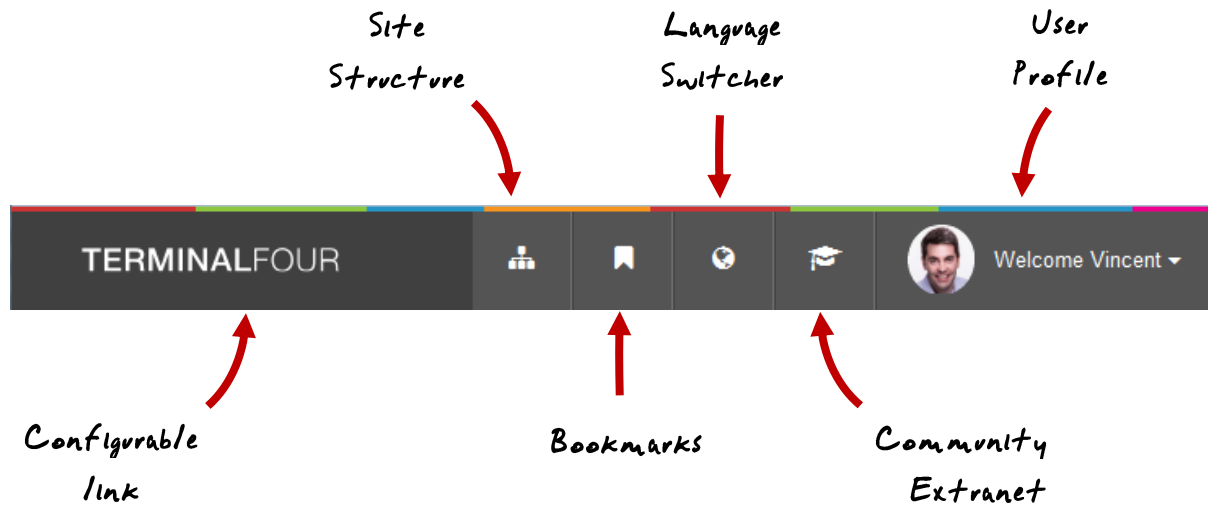 Site
Structure
Language
Switcher
User
Profile
TERMINALFOUR
Welcome Vincent
Configurable
link
Bookmarks
Community
Extranet